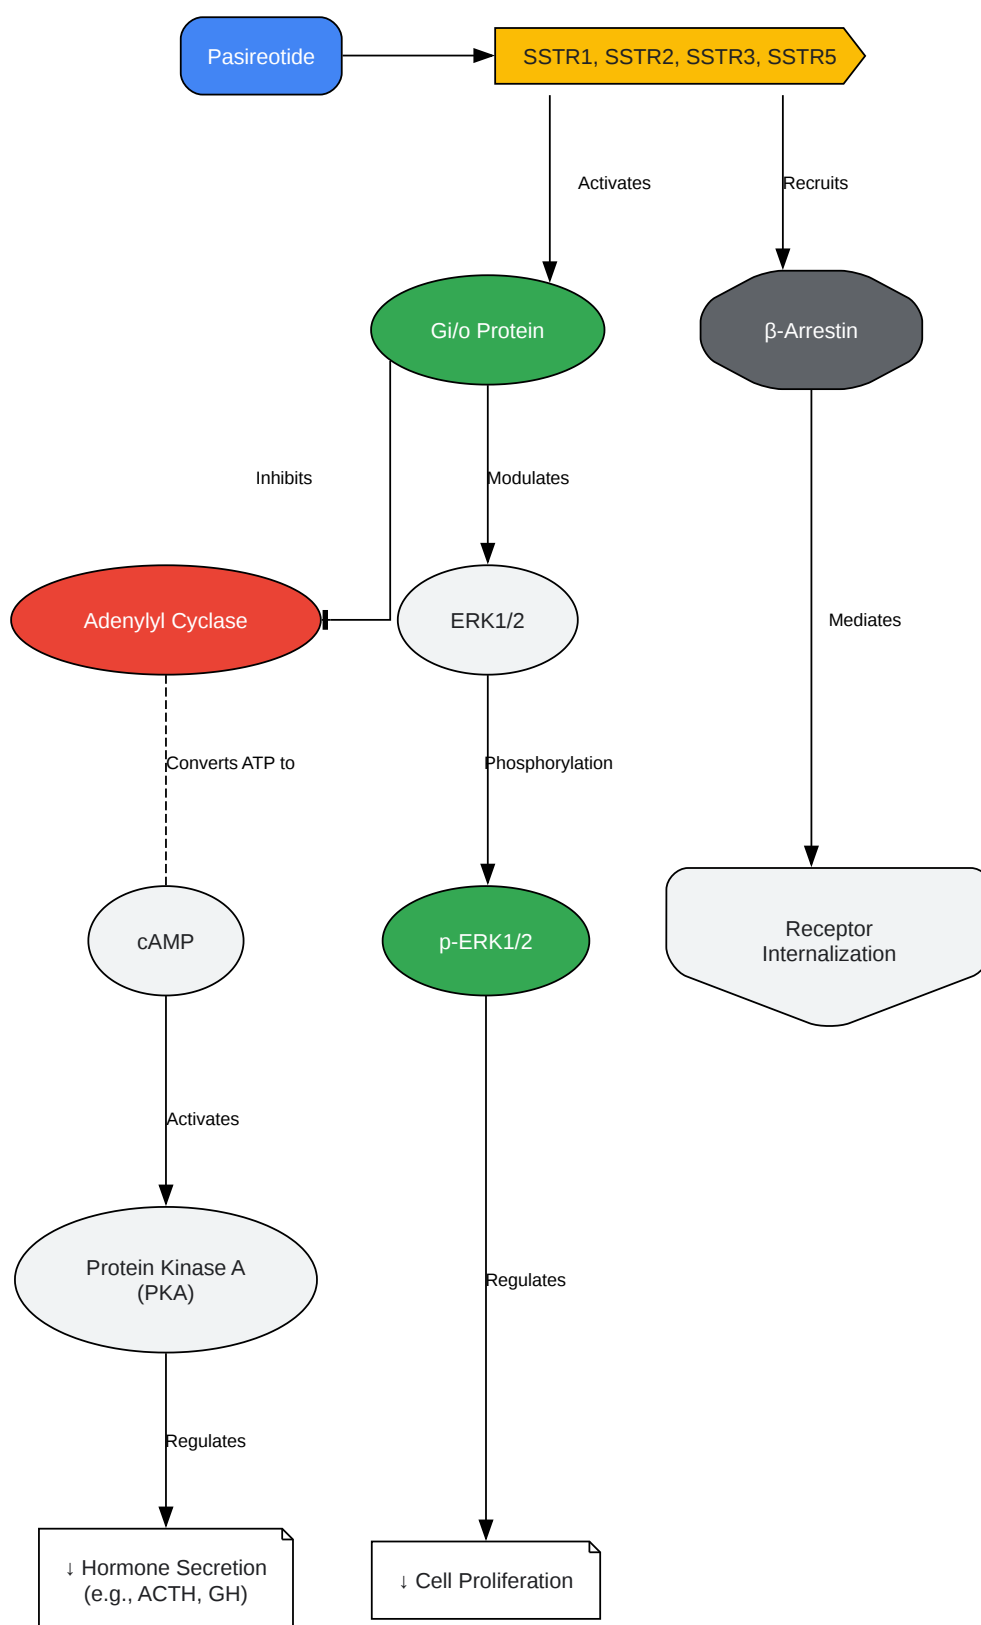 Pasireotide
SSTR1, SSTR2, SSTR3, SSTR5
Activates
Recruits
Gi/o Protein
β-Arrestin
Inhibits
Modulates
Adenylyl Cyclase
ERK1/2
Mediates
Converts ATP to
Phosphorylation
cAMP
p-ERK1/2
Receptor
Internalization
Activates
Protein Kinase A
(PKA)
Regulates
Regulates
↓ Hormone Secretion
(e.g., ACTH, GH)
↓ Cell Proliferation